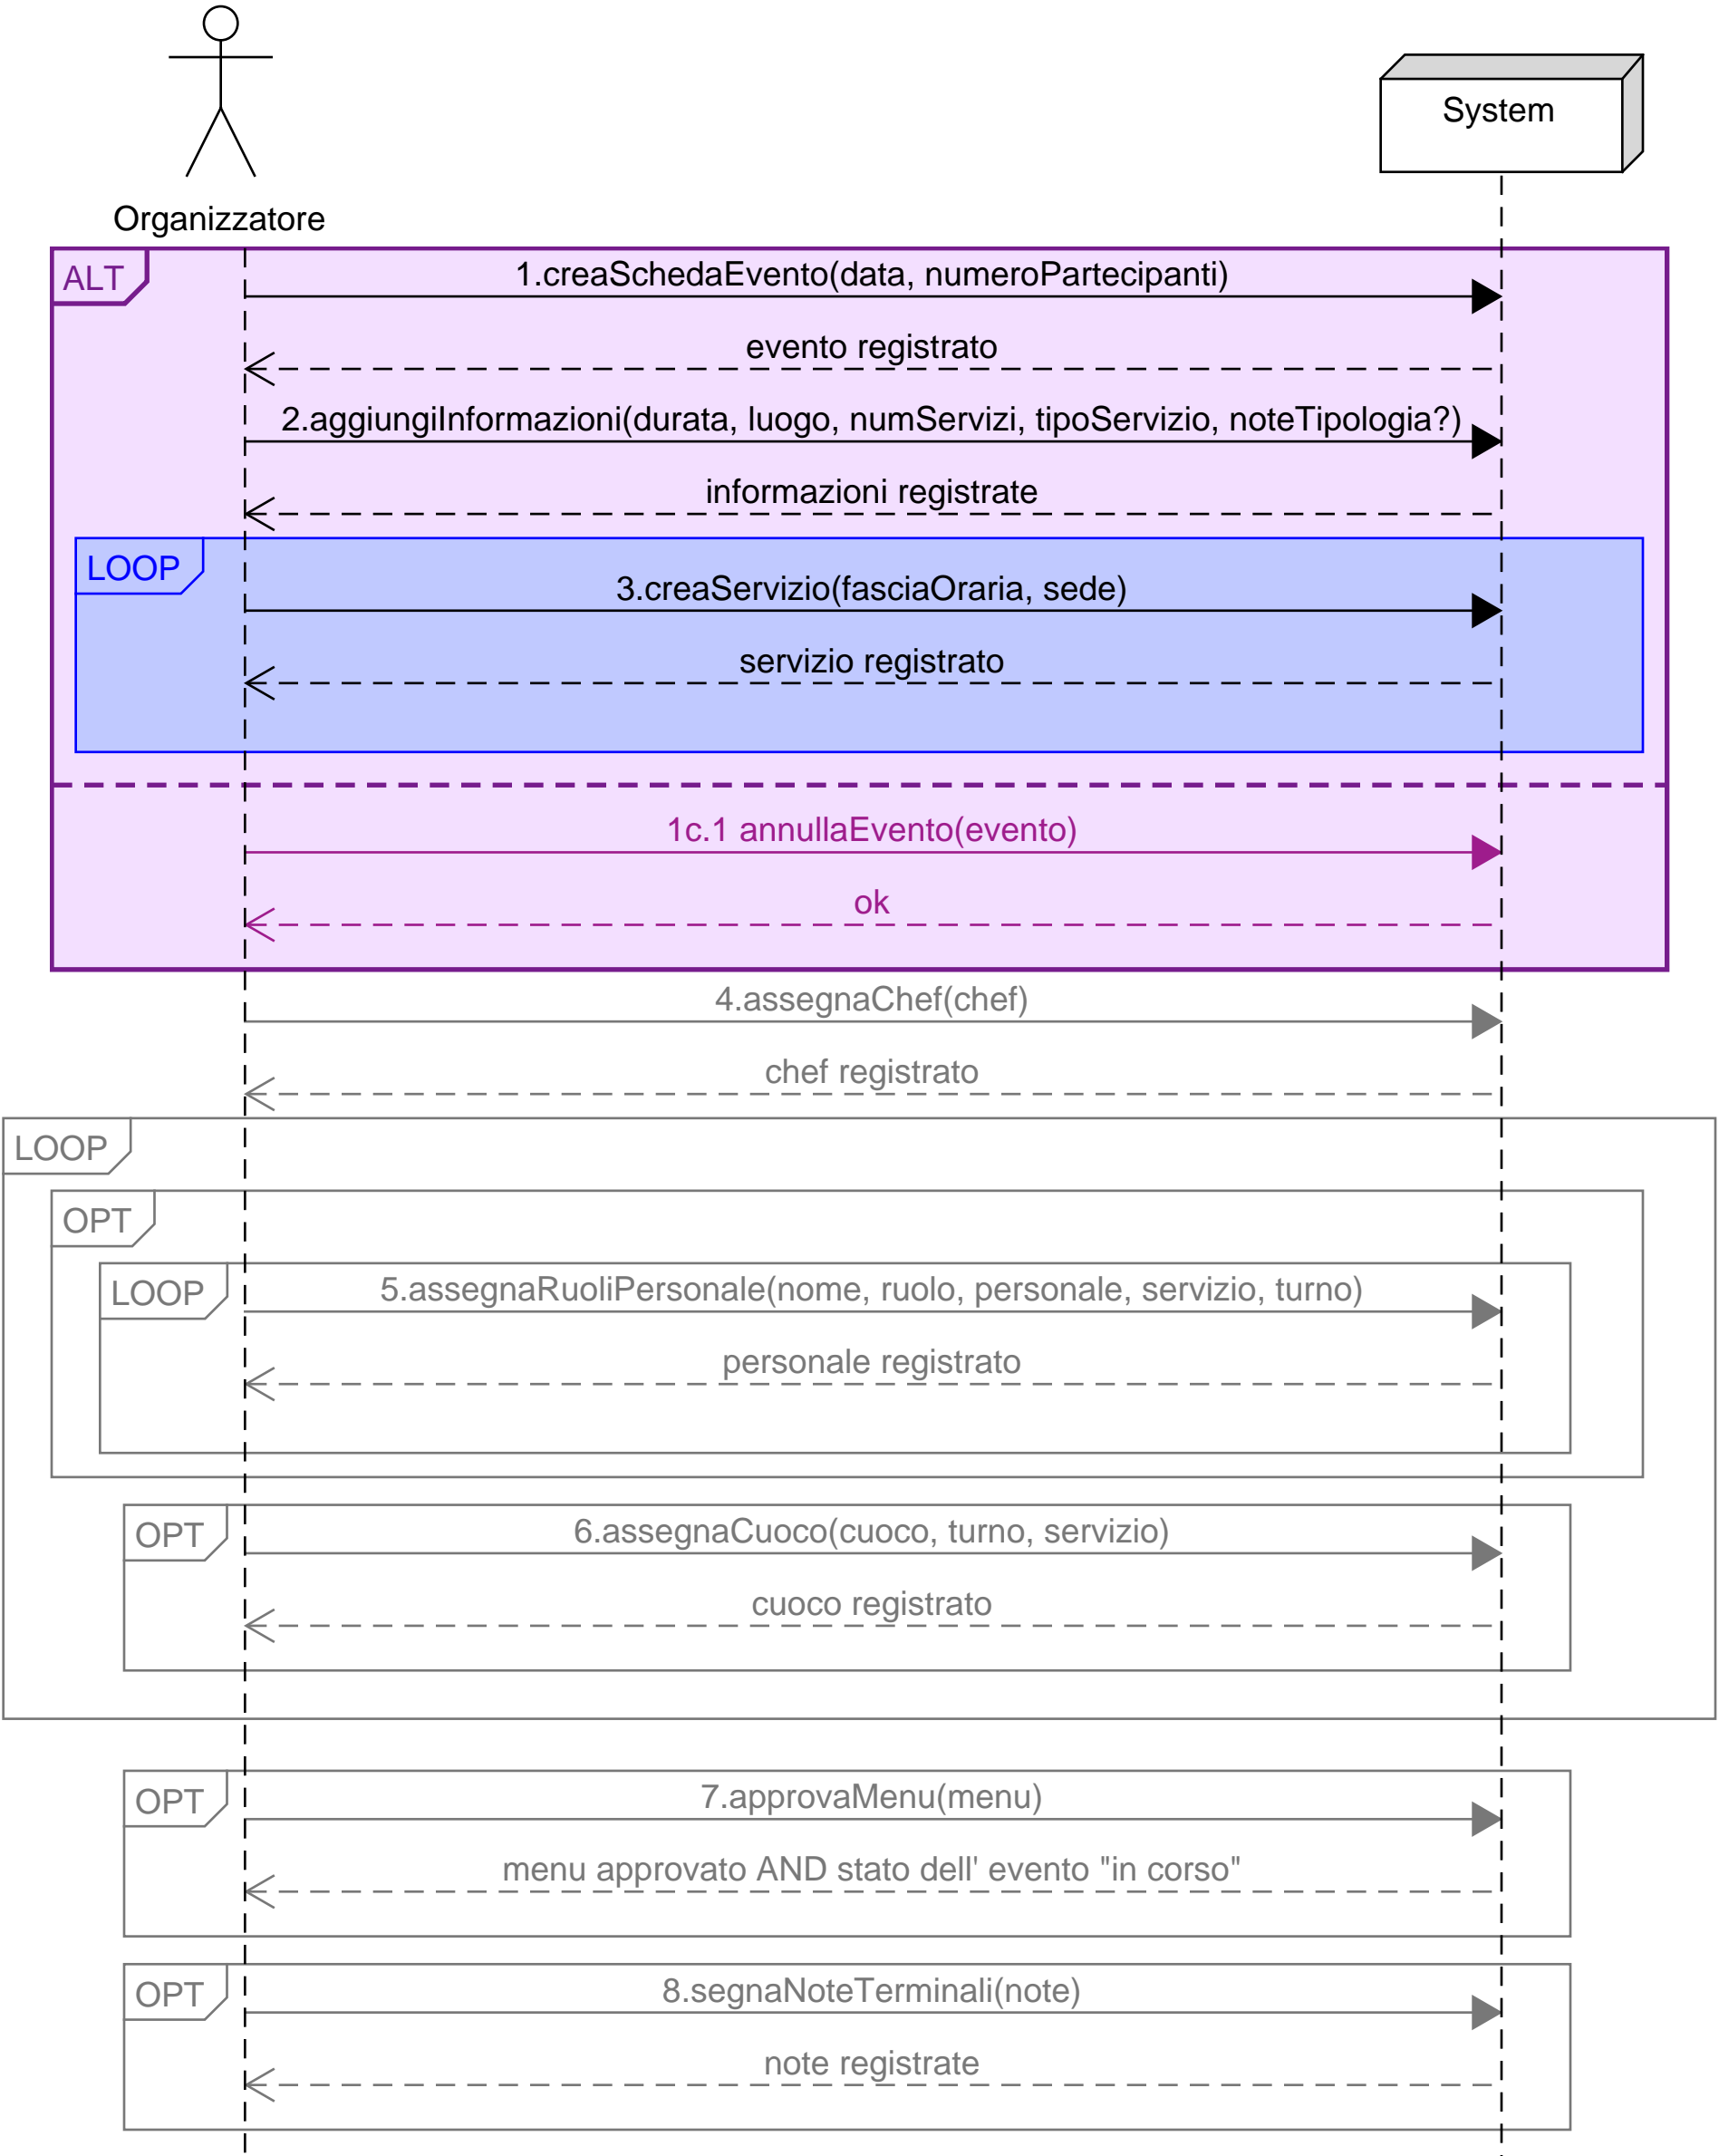 System
Organizzatore
ALT
1.creaSchedaEvento(data, numeroPartecipanti)
evento registrato
2.aggiungiInformazioni(durata, luogo, numServizi, tipoServizio, noteTipologia?)
informazioni registrate
LOOP
3.creaServizio(fasciaOraria, sede)
servizio registrato
1c.1 annullaEvento(evento)
ok
4.assegnaChef(chef)
chef registrato
LOOP
OPT
LOOP
5.assegnaRuoliPersonale(nome, ruolo, personale, servizio, turno)
personale registrato
OPT
6.assegnaCuoco(cuoco, turno, servizio)
cuoco registrato
OPT
7.approvaMenu(menu)
menu approvato AND stato dell' evento "in corso"
OPT
8.segnaNoteTerminali(note)
note registrate